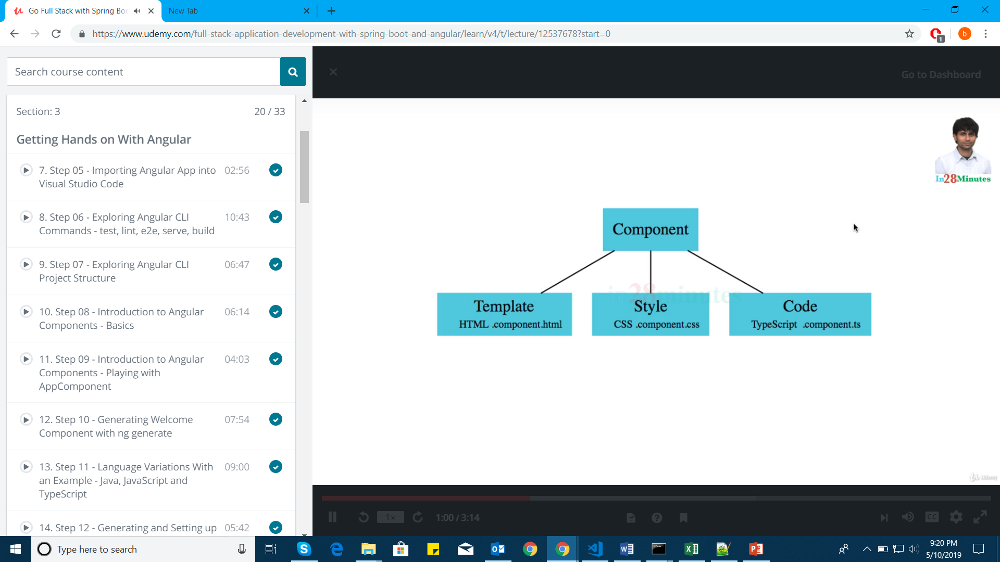 Go Full Stack with Spring Boo
New Tab
https://www.udemy.com/full-stack-application-development-with-spring-boot-and-angular/learn/v4/t/lecture/12537678?start=0
1
b
Search course content
Go to Dashboard
Section: 3
20 / 33
Getting Hands on With Angular
7. Step 05 - Importing Angular App into
Visual Studio Code
02:56
8. Step 06 - Exploring Angular CLI
Commands - test, lint, e2e, serve, build
10:43
9. Step 07 - Exploring Angular CLI
Project Structure
06:47
10. Step 08 - Introduction to Angular
Components - Basics
06:14
11. Step 09 - Introduction to Angular
Components - Playing with
AppComponent
04:03
12. Step 10 - Generating Welcome
Component with ng generate
07:54
13. Step 11 - Language Variations With
an Example - Java, JavaScript and
TypeScript
09:00
14. Step 12 - Generating and Setting up
05:42
In28Minutes
Component
in28minutes
Template
HTML .component.html
Style
CSS .component.css
Code
TypeScript .component.ts
Udemy
1x
1:00 / 3:14
CC
Type here to search
9:20 PM
5/10/2019